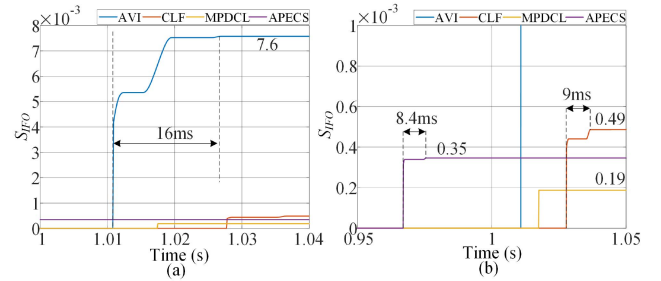 AVI CLF MPDCL APECS
×10⁻³
8
7
6
5
4
3
2
1
0
S_IFO
7.6
16ms
1 1.01 1.02 1.03 1.04
Time (s)
(a)
AVI CLF MPDCL APECS
×10⁻³
1
0.8
0.6
0.4
0.2
0
S_IFO
8.4ms
0.35
9ms
0.49
0.19
0.95 1 1.05
Time (s)
(b)